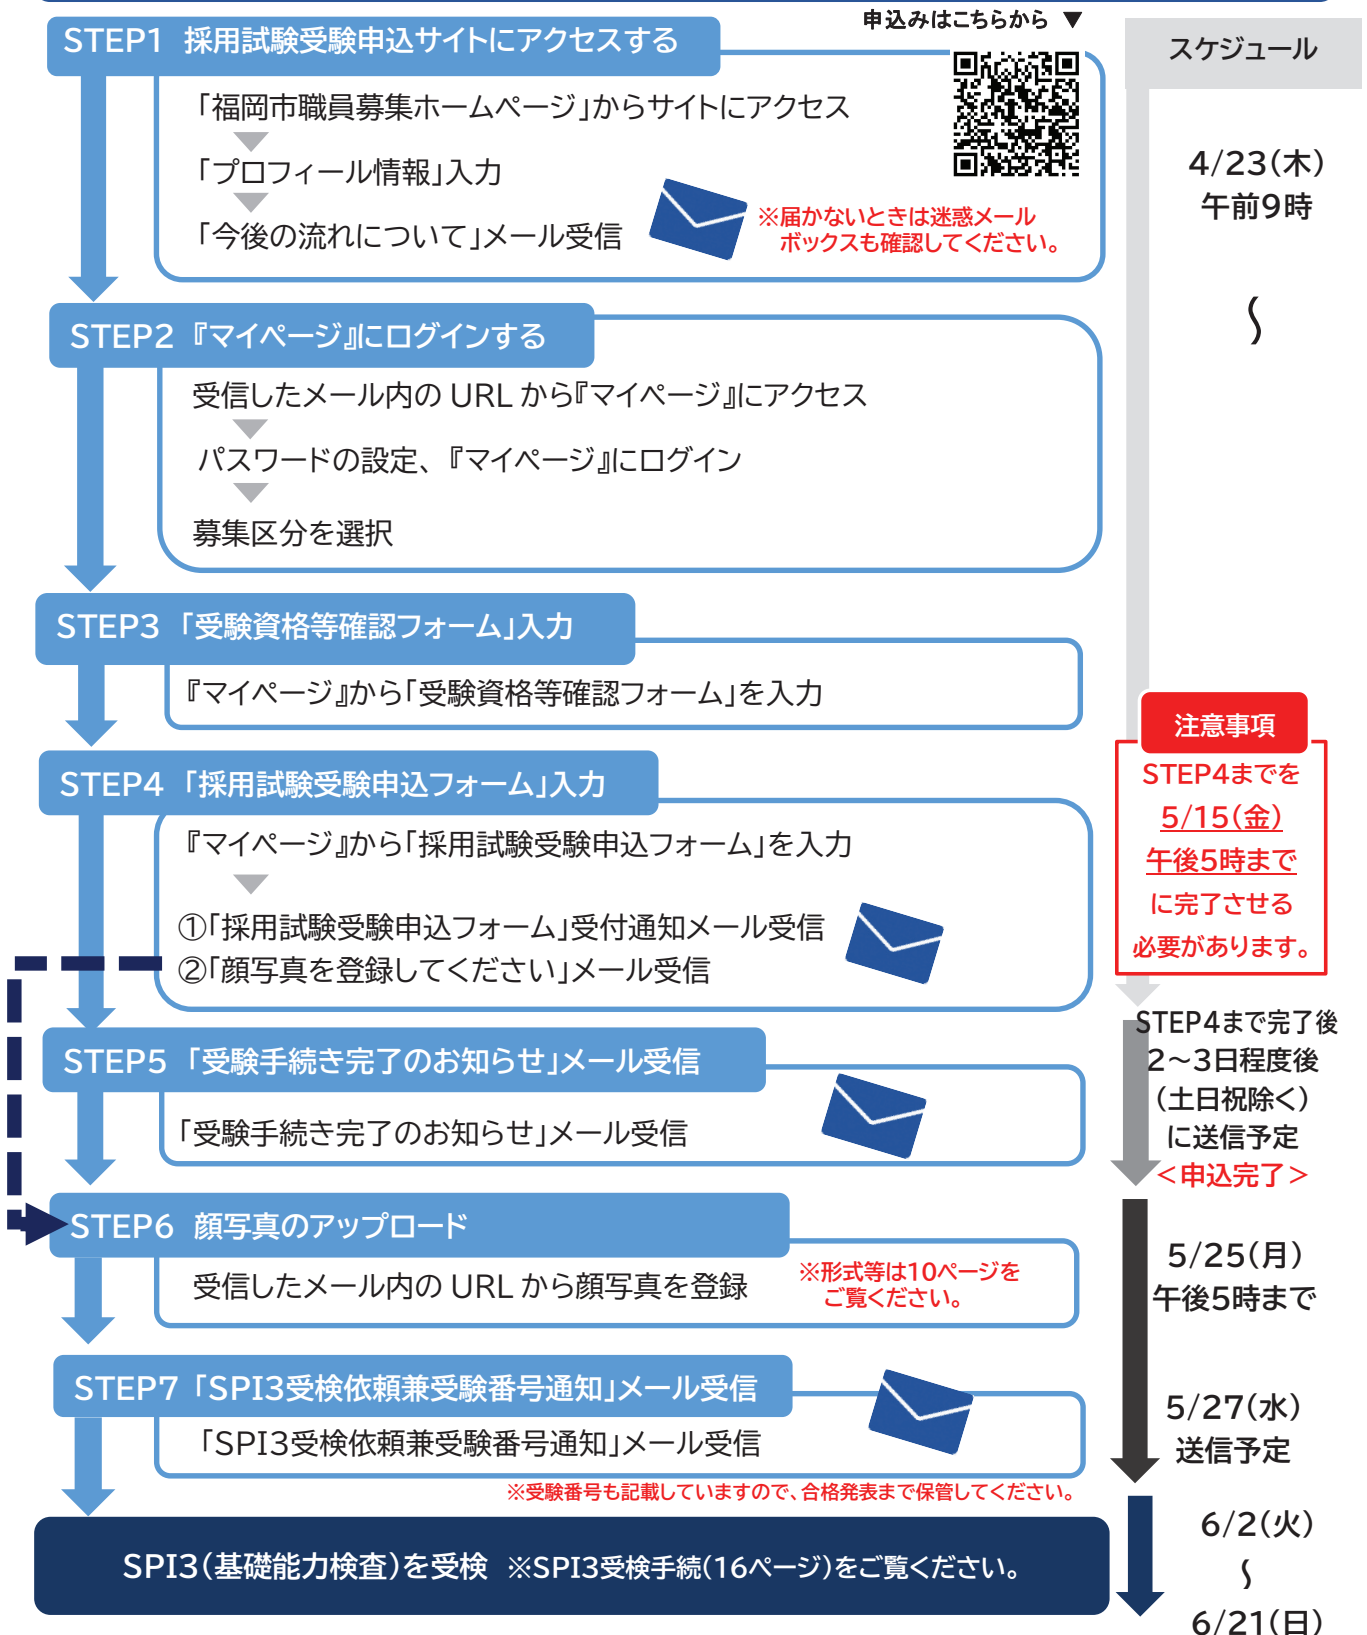 申込みはこちらから ▼
STEP1 採用試験受験申込サイトにアクセスする
「福岡市職員募集ホームページ」からサイトにアクセス
「プロフィール情報」入力
「今後の流れについて」メール受信
※届かないときは迷惑メール
ボックスも確認してください。
STEP2 『マイページ』にログインする
受信したメール内の URL から『マイページ』にアクセス
パスワードの設定、『マイページ』にログイン
募集区分を選択
STEP3 「受験資格等確認フォーム」入力
『マイページ』から「受験資格等確認フォーム」を入力
STEP4 「採用試験受験申込フォーム」入力
『マイページ』から「採用試験受験申込フォーム」を入力
①「採用試験受験申込フォーム」受付通知メール受信
②「顔写真を登録してください」メール受信
STEP5 「受験手続き完了のお知らせ」メール受信
「受験手続き完了のお知らせ」メール受信
STEP6 顔写真のアップロード
受信したメール内の URL から顔写真を登録
※形式等は10ページを
ご覧ください。
STEP7 「SPI3受検依頼兼受験番号通知」メール受信
「SPI3受検依頼兼受験番号通知」メール受信
※受験番号も記載していますので、合格発表まで保管してください。
SPI3(基礎能力検査)を受検 ※SPI3受検手続(16ページ)をご覧ください。
スケジュール
4/23(木)
午前9時
〜
注意事項
STEP4までを
5/15(金)
午後5時まで
に完了させる
必要があります。
STEP4まで完了後
2〜3日程度後
(土日祝除く)
に送信予定
<申込完了>
5/25(月)
午後5時まで
5/27(水)
送信予定
6/2(火)
〜
6/21(日)